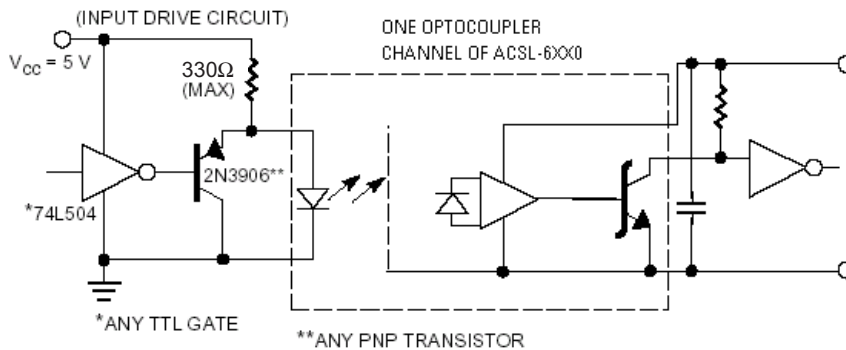 (INPUT DRIVE CIRCUIT)
ONE OPTOCOUPLER
CHANNEL OF ACSL-6XX0
VCC = 5 V
330Ω
(MAX)
2N3906**
*74L504
*ANY TTL GATE
**ANY PNP TRANSISTOR